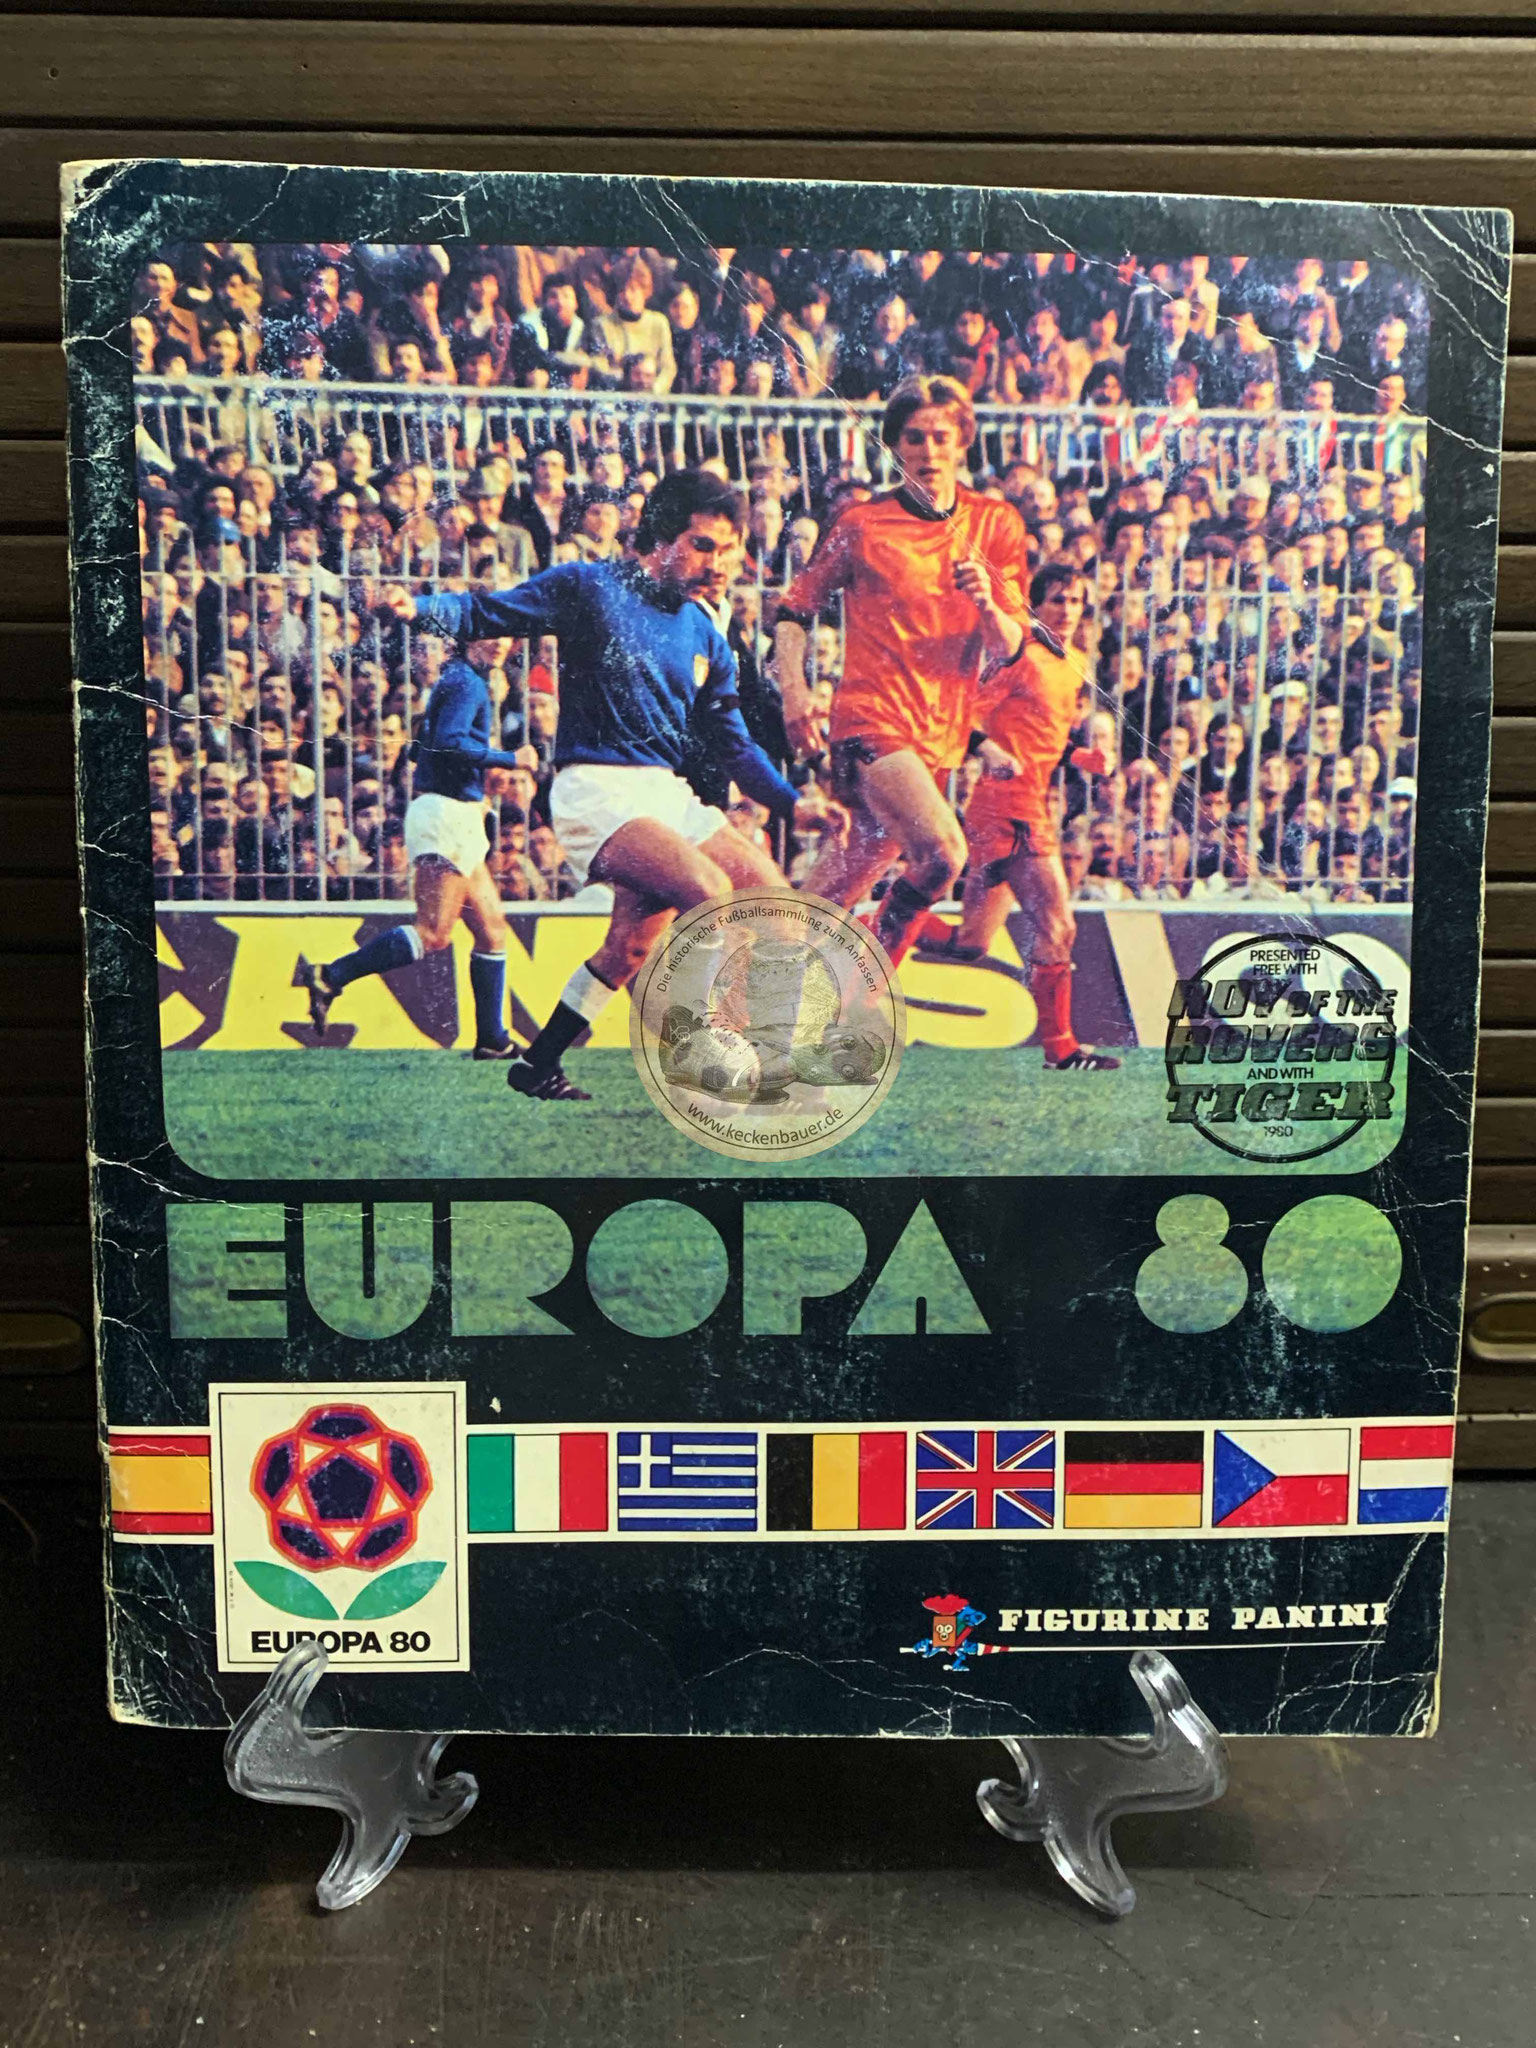 CANON
Die historische Fußballsammlung zum Anfassen
www.keckenbauer.de
PRESENTED
FREE WITH
ROY OF THE
ROVERS
AND WITH
TIGER
1980
EUROPA 80
EUROPA 80
FIGURINE PANINI